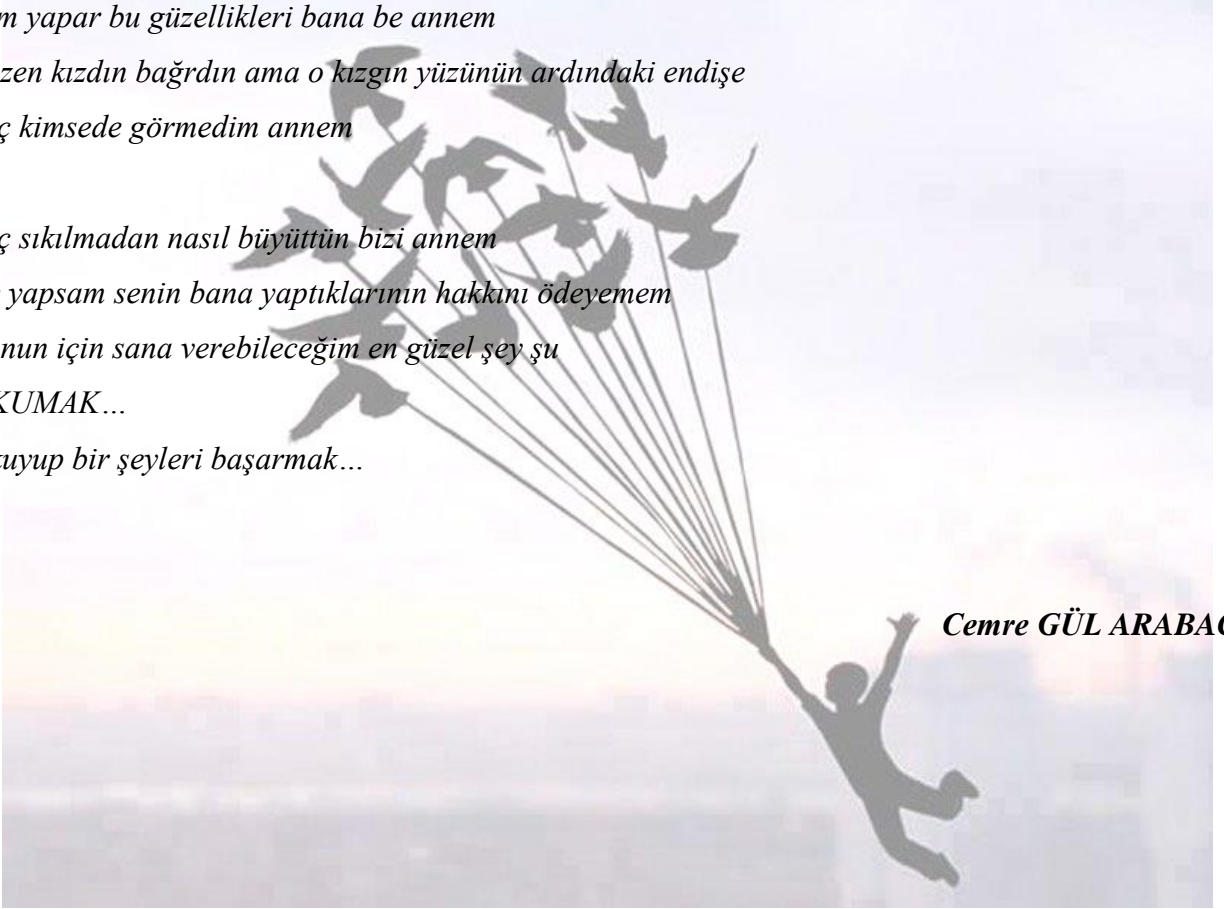 m yapar bu güzellikleri bana be annem
zen kızdın bağrdın ama o kızgın yüzünün ardındaki endişe
ç kimsede görmedim annem
ç sıkılmadan nasıl büyüttün bizi annem
yapsam senin bana yaptıklarının hakkını ödeyemem
nun için sana verebileceğim en güzel şey şu
KUMAK…
uyup bir şeyleri başarmak…
Cemre GÜL ARABAC